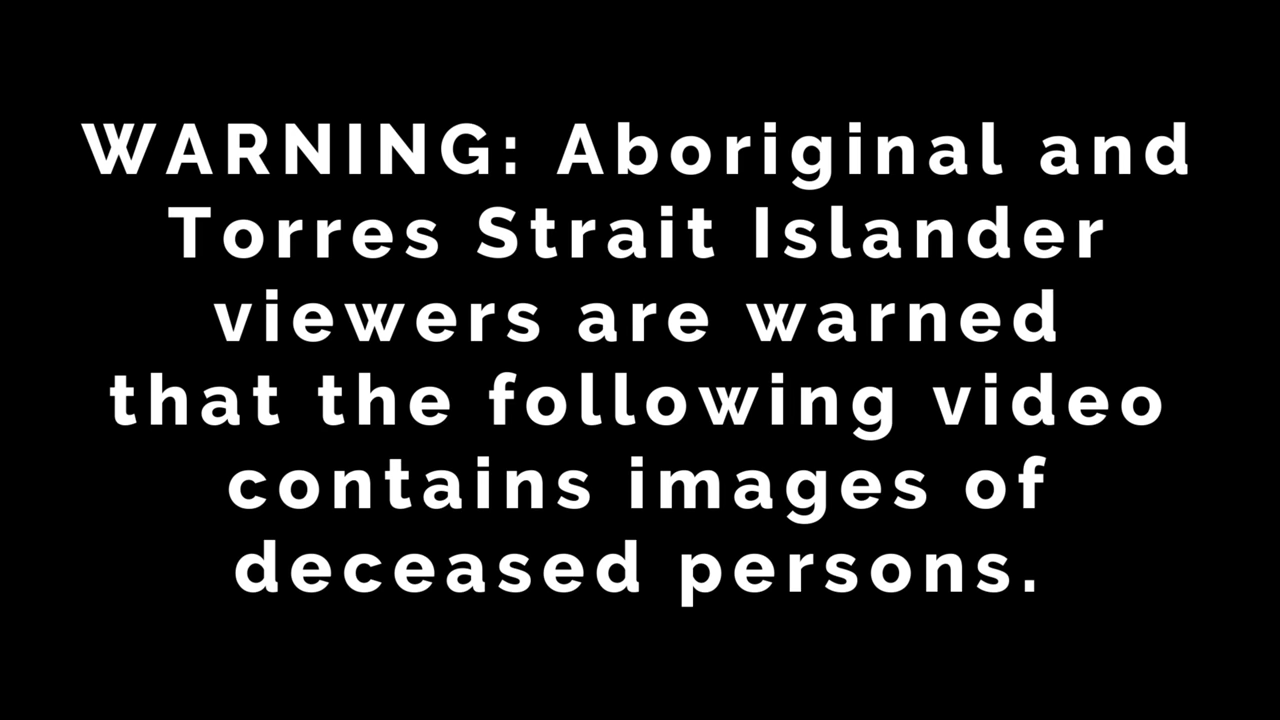 WARNING: Aboriginal and
Torres Strait Islander
viewers are warned
that the following video
contains images of
deceased persons.